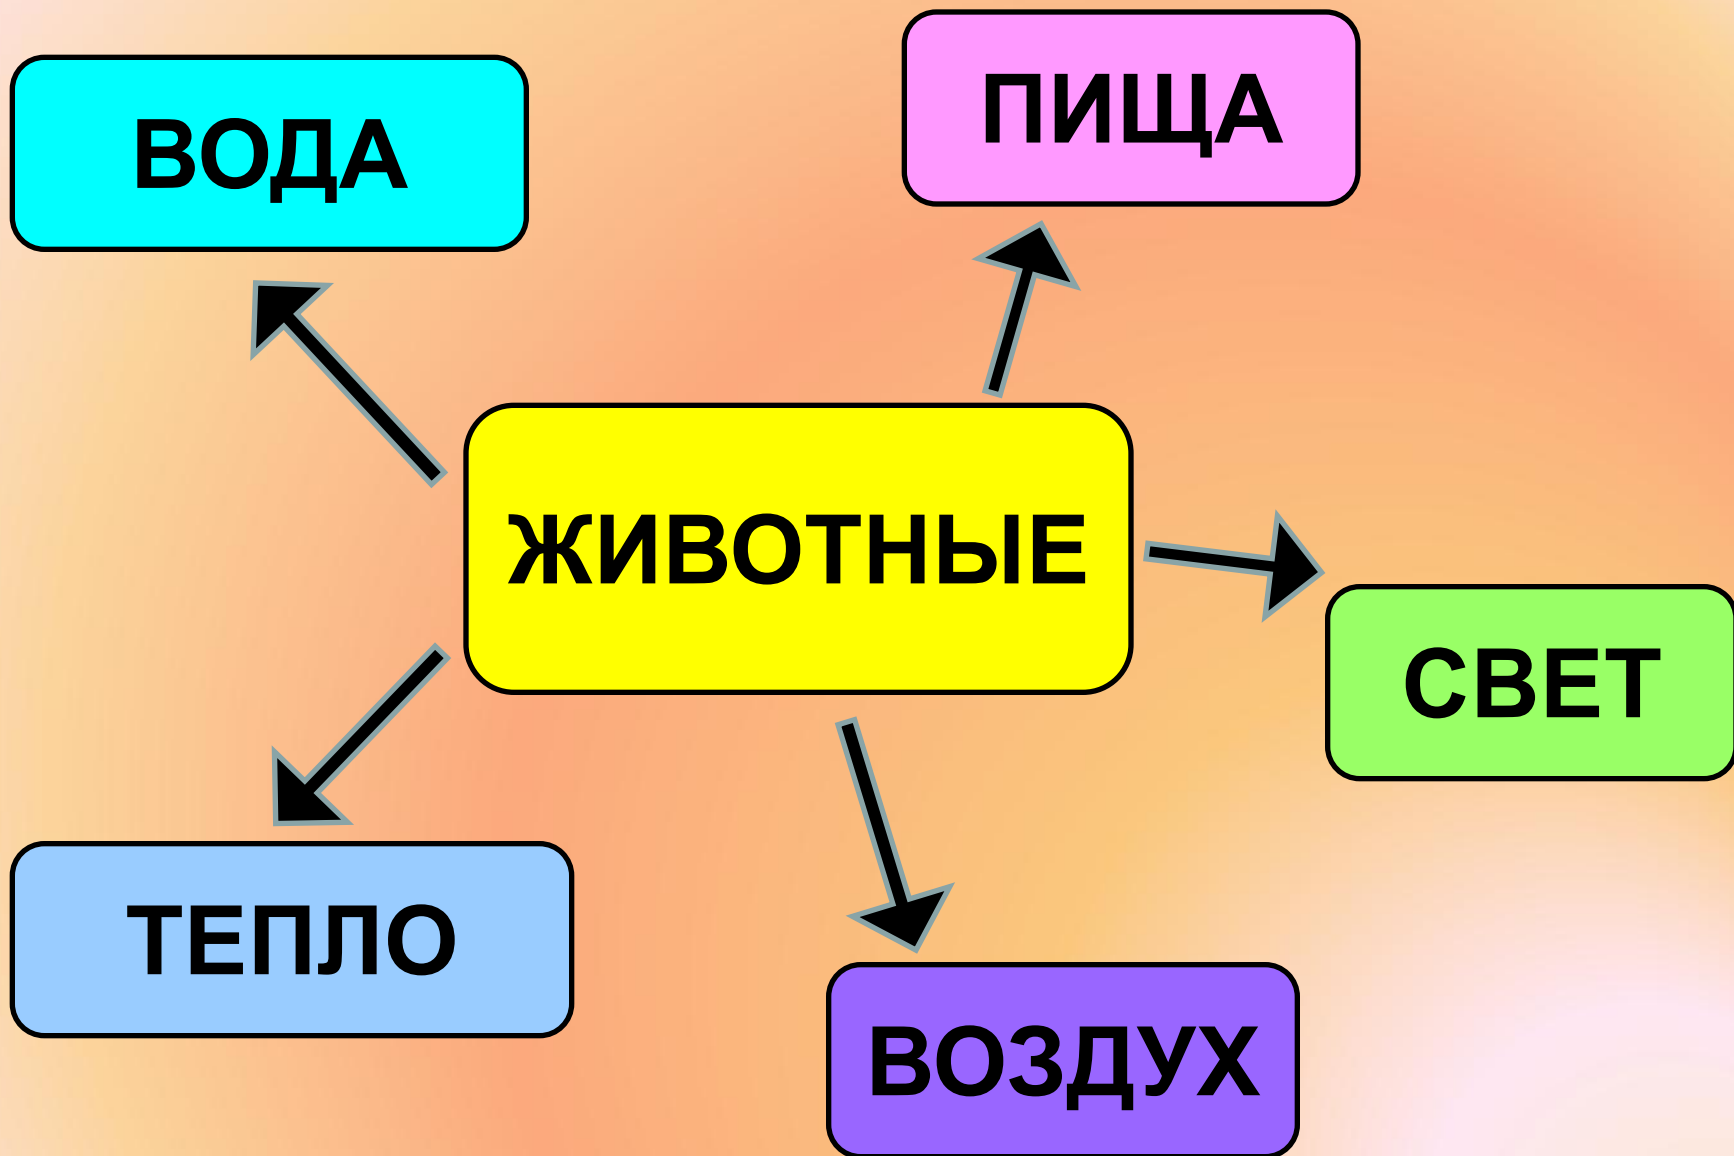 ВОДА
ПИЩА
ЖИВОТНЫЕ
СВЕТ
ТЕПЛО
ВОЗДУХ